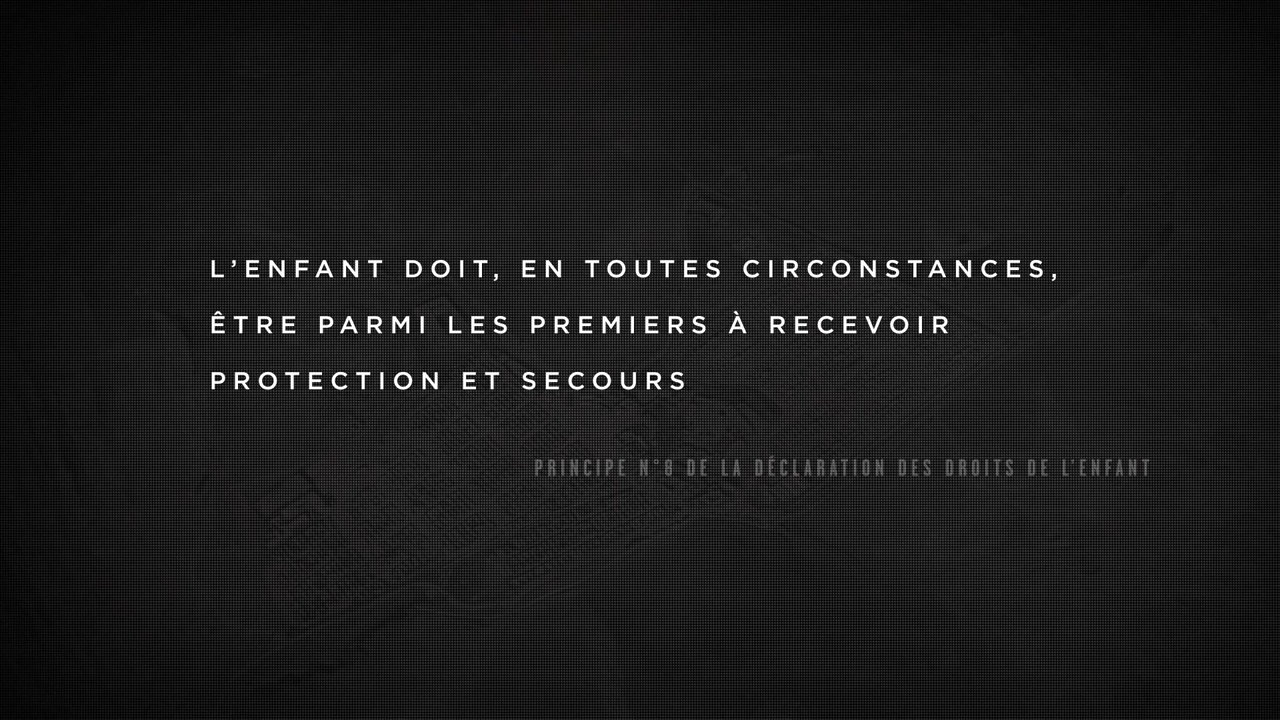 L’ENFANT DOIT, EN TOUTES CIRCONSTANCES,
ÊTRE PARMI LES PREMIERS À RECEVOIR
PROTECTION ET SECOURS
PRINCIPE N°8 DE LA DÉCLARATION DES DROITS DE L'ENFANT